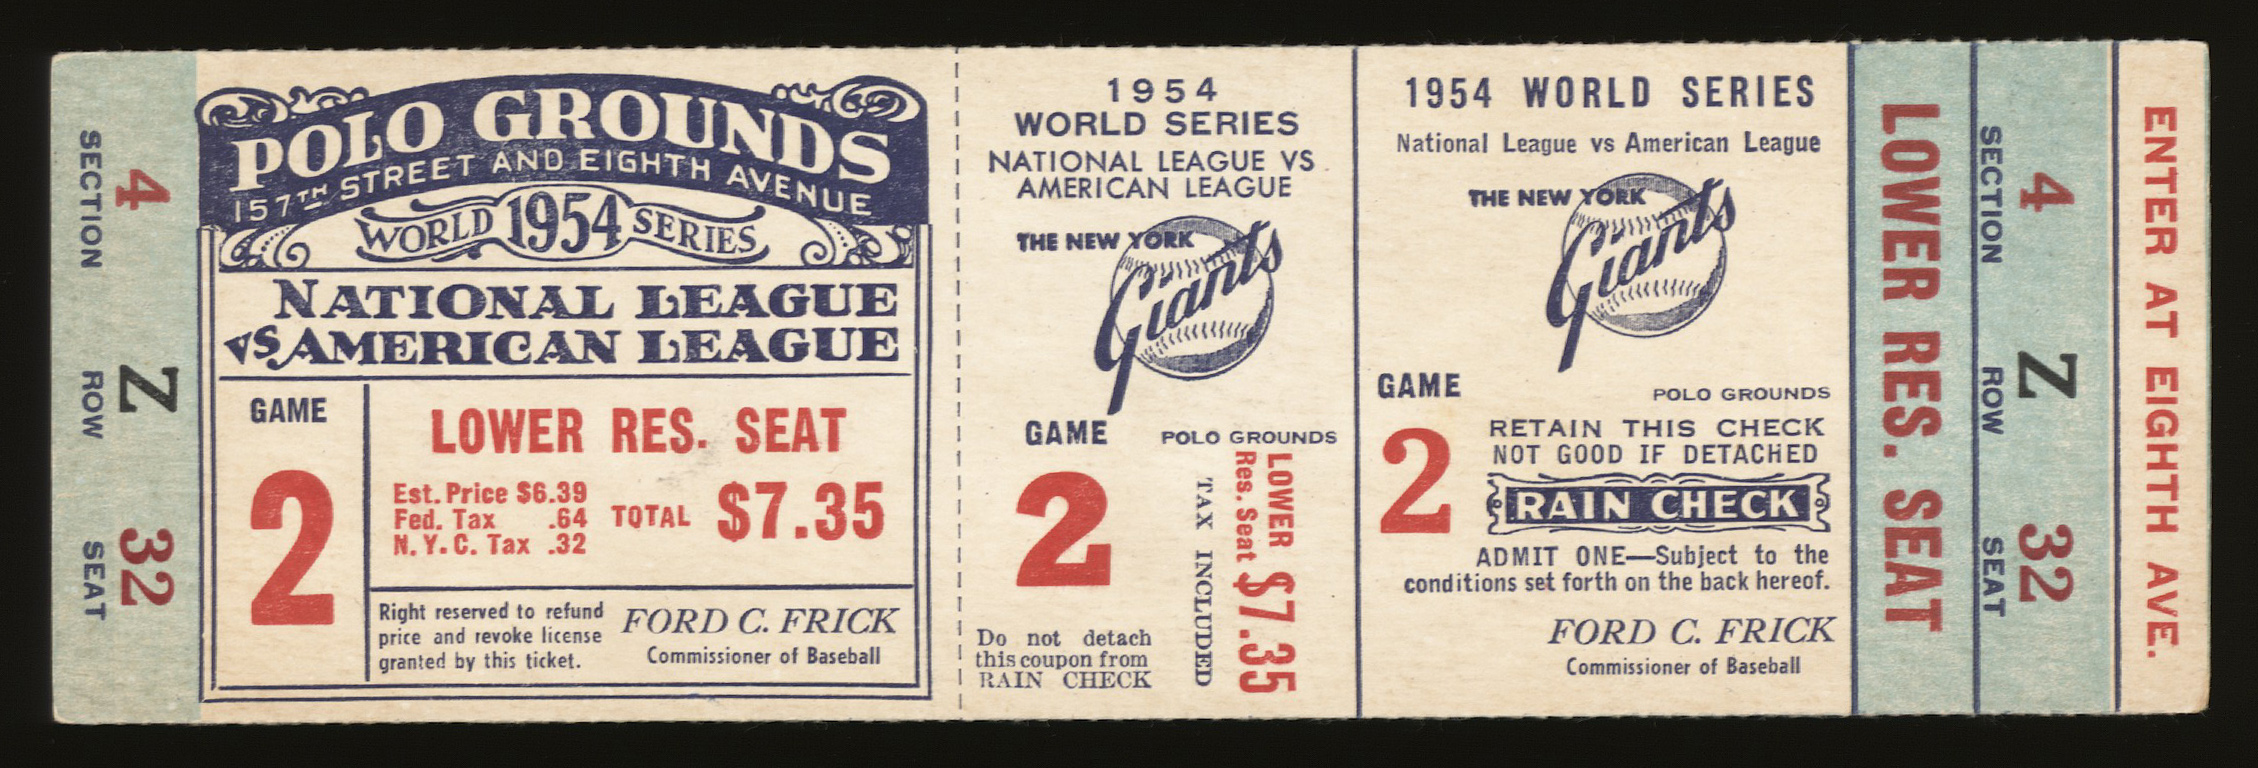 SECTION 4
ROW Z
SEAT 32
POLO GROUNDS
157TH STREET AND EIGHTH AVENUE
WORLD 1954 SERIES
NATIONAL LEAGUE
VS AMERICAN LEAGUE
GAME
2
LOWER RES. SEAT
Est. Price $6.39
Fed. Tax .64
N.Y.C. Tax .32
TOTAL $7.35
Right reserved to refund
price and revoke license
granted by this ticket.
FORD C. FRICK
Commissioner of Baseball
1954
WORLD SERIES
NATIONAL LEAGUE VS
AMERICAN LEAGUE
THE NEW YORK
Giants
GAME
2
POLO GROUNDS
LOWER
Res. Seat $7.35
TAX INCLUDED
Do not detach
this coupon from
RAIN CHECK
1954 WORLD SERIES
National League vs American League
THE NEW YORK
Giants
GAME
2
POLO GROUNDS
RETAIN THIS CHECK
NOT GOOD IF DETACHED
RAIN CHECK
ADMIT ONE—Subject to the
conditions set forth on the back hereof.
FORD C. FRICK
Commissioner of Baseball
LOWER RES. SEAT
SECTION 4
ROW Z
SEAT 32
ENTER AT EIGHTH AVE.